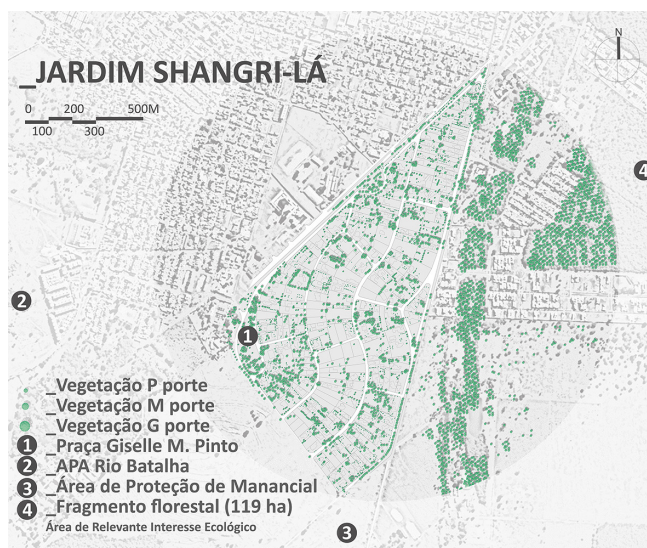 N
_JARDIM SHANGRI-LÁ
0 200 500M
100 300
4
2
1
_Vegetação P porte
_Vegetação M porte
_Vegetação G porte
1 _Praça Giselle M. Pinto
2 _APA Rio Batalha
3 _Área de Proteção de Manancial
4 _Fragmento florestal (119 ha)
Área de Relevante Interesse Ecológico
3